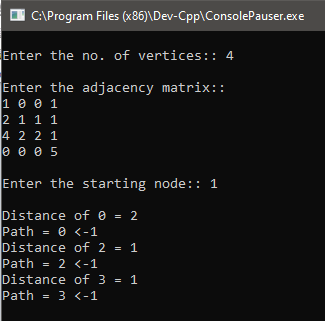 C:\Program Files (x86)\Dev-Cpp\ConsolePauser.exe
Enter the no. of vertices:: 4
Enter the adjacency matrix::
1 0 0 1
2 1 1 1
4 2 2 1
0 0 0 5
Enter the starting node:: 1
Distance of 0 = 2
Path = 0 <-1
Distance of 2 = 1
Path = 2 <-1
Distance of 3 = 1
Path = 3 <-1